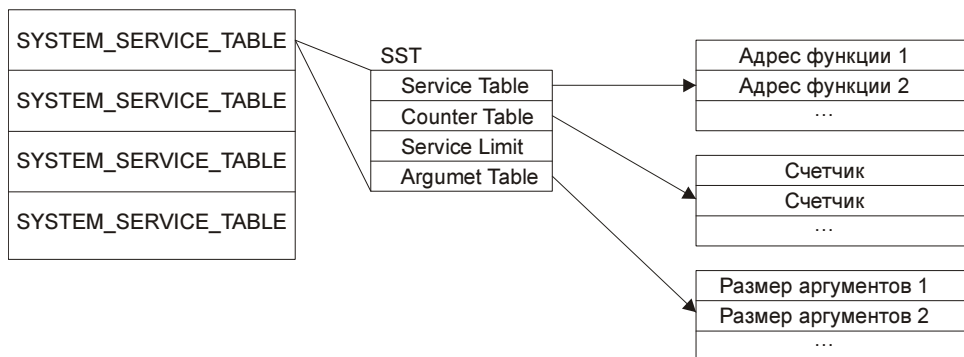 SYSTEM_SERVICE_TABLE
SYSTEM_SERVICE_TABLE
SYSTEM_SERVICE_TABLE
SYSTEM_SERVICE_TABLE
SST
Service Table
Counter Table
Service Limit
Argumet Table
Адрес функции 1
Адрес функции 2
...
Счетчик
Счетчик
...
Размер аргументов 1
Размер аргументов 2
...